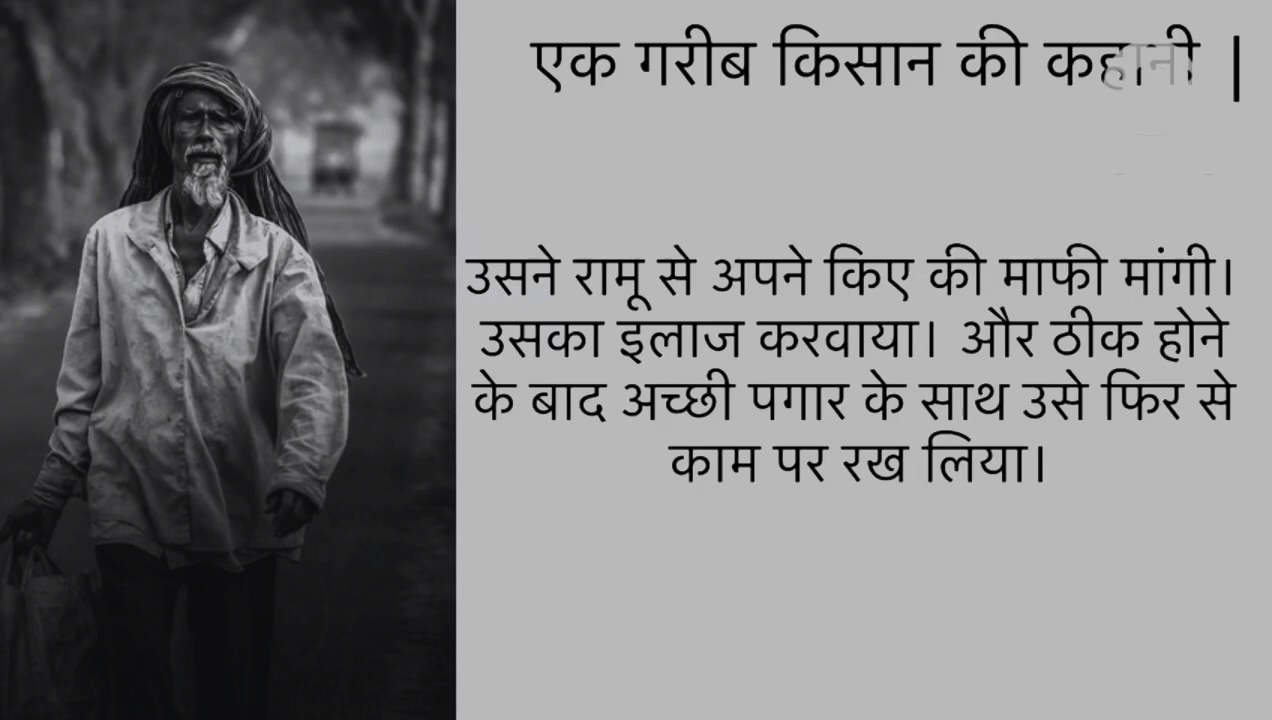 एक गरीब किसान की कहानी |
उसने रामू से अपने किए की माफी मांगी।
उसका इलाज करवाया। और ठीक होने
के बाद अच्छी पगार के साथ उसे फिर से
काम पर रख लिया।